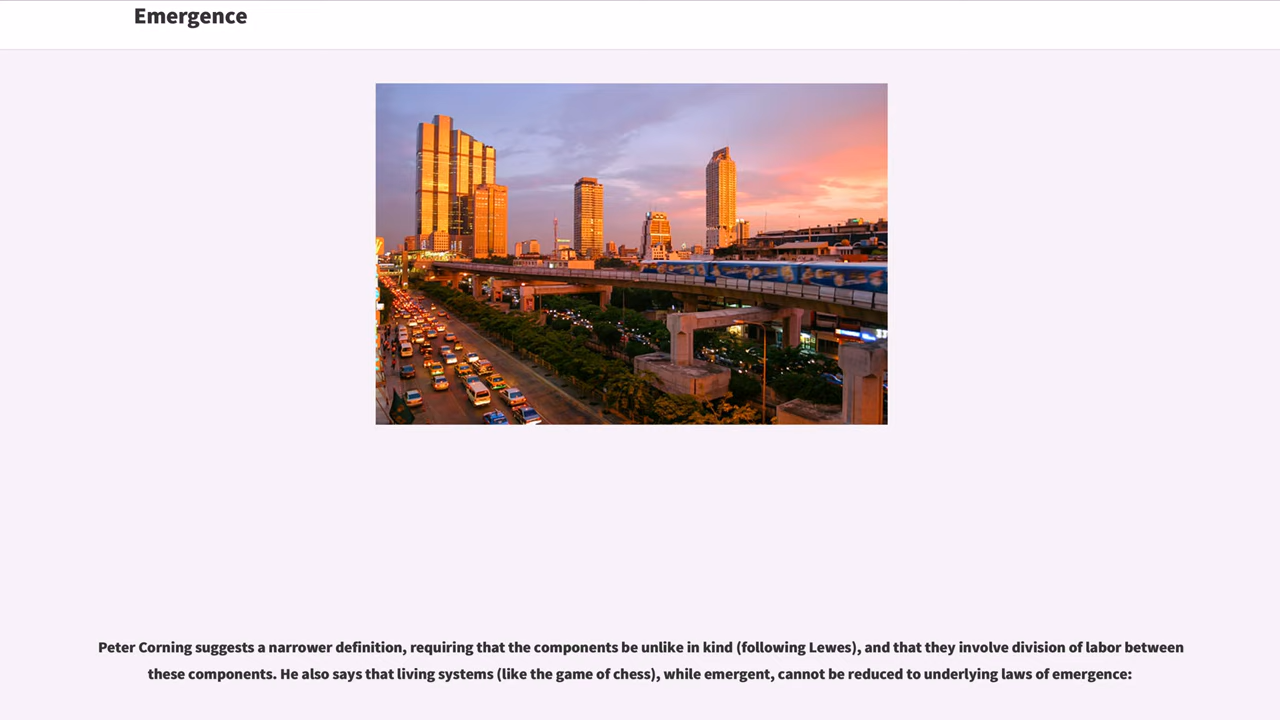 Emergence
Peter Corning suggests a narrower definition, requiring that the components be unlike in kind (following Lewes), and that they involve division of labor between
these components. He also says that living systems (like the game of chess), while emergent, cannot be reduced to underlying laws of emergence: